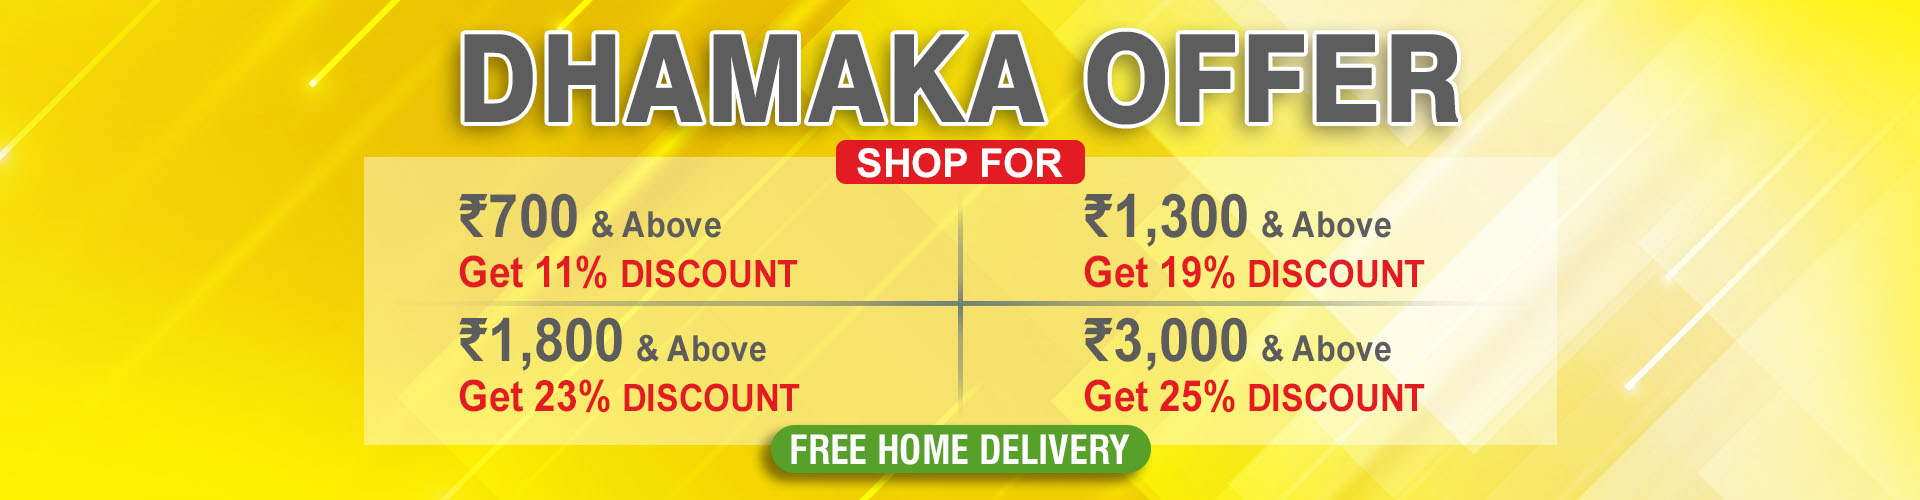 DHAMAKA OFFER
SHOP FOR
₹700 & Above
Get 11% DISCOUNT
₹1,300 & Above
Get 19% DISCOUNT
₹1,800 & Above
Get 23% DISCOUNT
₹3,000 & Above
Get 25% DISCOUNT
FREE HOME DELIVERY